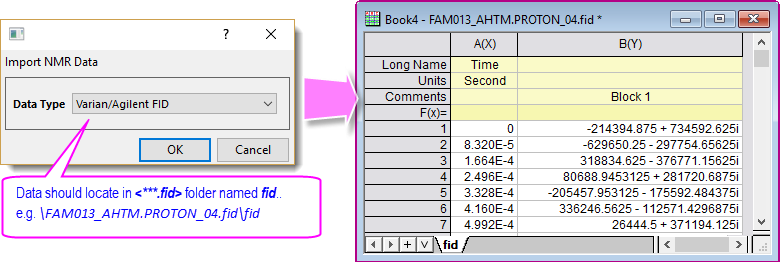 Import NMR Data
Data Type Varian/Agilent FID
OK Cancel
Data should locate in <***.fid> folder named fid..
e.g. \FAM013_AHTM.PROTON_04.fid\fid
Book4 - FAM013_AHTM.PROTON_04.fid *
A(X) B(Y)
Long Name Time
Units Second
Comments Block 1
F(x)=
1 0 -214394.875 + 734592.625i
2 8.320E-5 -629650.25 - 297754.65625i
3 1.664E-4 318834.625 - 376771.15625i
4 2.496E-4 80688.9453125 + 281720.6875i
5 3.328E-4 -205457.953125 - 175592.484375i
6 4.160E-4 336246.5625 - 112571.4296875i
7 4.992E-4 26444.5 + 371194.125i
fid